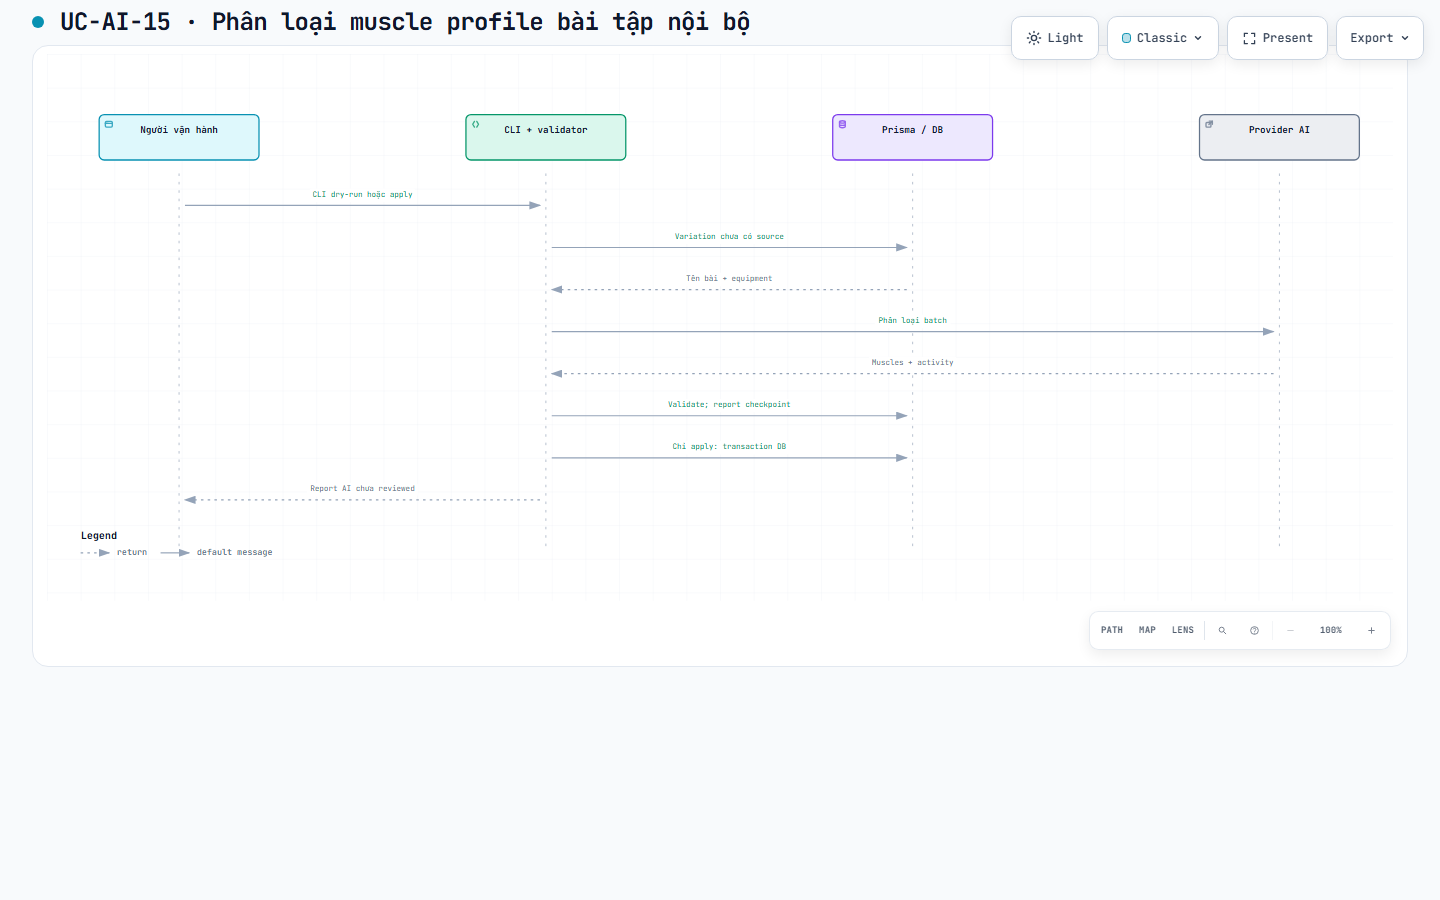 UC-AI-15 · Phân loại muscle profile bài tập nội bộ
Light
Classic
Present
Export
Người vận hành
CLI + validator
Prisma / DB
Provider AI
CLI dry-run hoặc apply
Variation chưa có source
Tên bài + equipment
Phân loại batch
Muscles + activity
Validate; report checkpoint
Chỉ apply: transaction DB
Report AI chưa reviewed
Legend
return
default message
PATH
MAP
LENS
100%